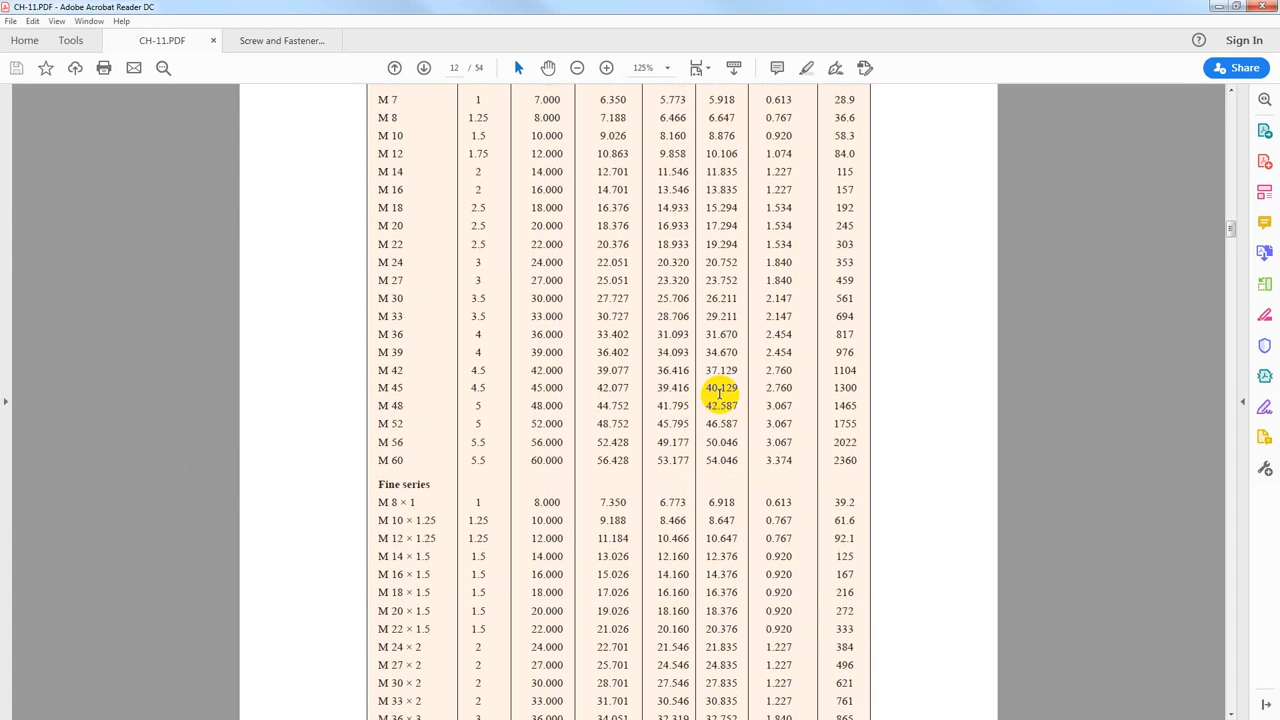 CH-11.PDF - Adobe Acrobat Reader DC
File Edit View Window Help
Home Tools CH-11.PDF × Screw and Fastener... ? Sign In
12 / 54 125% Share
M 7 1 7.000 6.350 5.773 5.918 0.613 28.9
M 8 1.25 8.000 7.188 6.466 6.647 0.767 36.6
M 10 1.5 10.000 9.026 8.160 8.876 0.920 58.3
M 12 1.75 12.000 10.863 9.858 10.106 1.074 84.0
M 14 2 14.000 12.701 11.546 11.835 1.227 115
M 16 2 16.000 14.701 13.546 13.835 1.227 157
M 18 2.5 18.000 16.376 14.933 15.294 1.534 192
M 20 2.5 20.000 18.376 16.933 17.294 1.534 245
M 22 2.5 22.000 20.376 18.933 19.294 1.534 303
M 24 3 24.000 22.051 20.320 20.752 1.840 353
M 27 3 27.000 25.051 23.320 23.752 1.840 459
M 30 3.5 30.000 27.727 25.706 26.211 2.147 561
M 33 3.5 33.000 30.727 28.706 29.211 2.147 694
M 36 4 36.000 33.402 31.093 31.670 2.454 817
M 39 4 39.000 36.402 34.093 34.670 2.454 976
M 42 4.5 42.000 39.077 36.416 37.129 2.760 1104
M 45 4.5 45.000 42.077 39.416 40.129 2.760 1300
M 48 5 48.000 44.752 41.795 42.587 3.067 1465
M 52 5 52.000 48.752 45.795 46.587 3.067 1755
M 56 5.5 56.000 52.428 49.177 50.046 3.067 2022
M 60 5.5 60.000 56.428 53.177 54.046 3.374 2360
Fine series
M 8 × 1 1 8.000 7.350 6.773 6.918 0.613 39.2
M 10 × 1.25 1.25 10.000 9.188 8.466 8.647 0.767 61.6
M 12 × 1.25 1.25 12.000 11.184 10.466 10.647 0.767 92.1
M 14 × 1.5 1.5 14.000 13.026 12.160 12.376 0.920 125
M 16 × 1.5 1.5 16.000 15.026 14.160 14.376 0.920 167
M 18 × 1.5 1.5 18.000 17.026 16.160 16.376 0.920 216
M 20 × 1.5 1.5 20.000 19.026 18.160 18.376 0.920 272
M 22 × 1.5 1.5 22.000 21.026 20.160 20.376 0.920 333
M 24 × 2 2 24.000 22.701 21.546 21.835 1.227 384
M 27 × 2 2 27.000 25.701 24.546 24.835 1.227 496
M 30 × 2 2 30.000 28.701 27.546 27.835 1.227 621
M 33 × 2 2 33.000 31.701 30.546 30.835 1.227 761
M 36 × 3 3 36.000 34.051 32.319 32.752 1.840 865